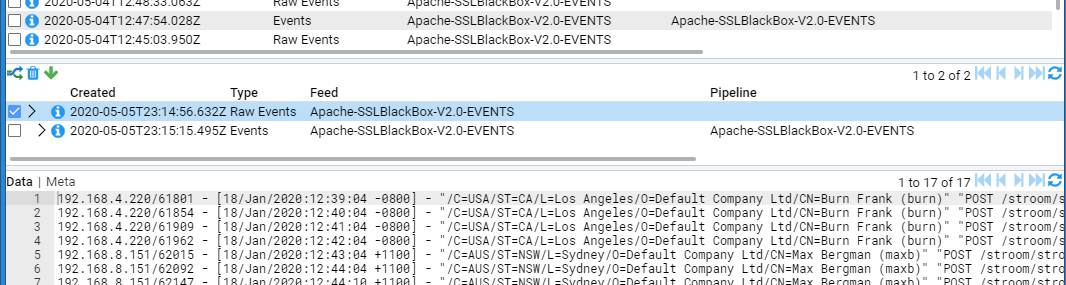 2020-05-04T12:48:33.063Z Raw Events Apache-SSLBlackBox-V2.0-EVENTS
2020-05-04T12:47:54.028Z Events Apache-SSLBlackBox-V2.0-EVENTS Apache-SSLBlackBox-V2.0-EVENTS
2020-05-04T12:45:03.950Z Raw Events Apache-SSLBlackBox-V2.0-EVENTS
1 to 2 of 2
Created Type Feed Pipeline
2020-05-05T23:14:56.632Z Raw Events Apache-SSLBlackBox-V2.0-EVENTS
2020-05-05T23:15:15.495Z Events Apache-SSLBlackBox-V2.0-EVENTS Apache-SSLBlackBox-V2.0-EVENTS
Data | Meta 1 to 17 of 17
1 192.168.4.220/61801 - [18/Jan/2020:12:39:04 -0800] - "/C=USA/ST=CA/L=Los Angeles/O=Default Company Ltd/CN=Burn Frank (burn)" "POST /stroom/s
2 192.168.4.220/61854 - [18/Jan/2020:12:40:04 -0800] - "/C=USA/ST=CA/L=Los Angeles/O=Default Company Ltd/CN=Burn Frank (burn)" "POST /stroom/s
3 192.168.4.220/61909 - [18/Jan/2020:12:41:04 -0800] - "/C=USA/ST=CA/L=Los Angeles/O=Default Company Ltd/CN=Burn Frank (burn)" "POST /stroom/s
4 192.168.4.220/61962 - [18/Jan/2020:12:42:04 -0800] - "/C=USA/ST=CA/L=Los Angeles/O=Default Company Ltd/CN=Burn Frank (burn)" "POST /stroom/s
5 192.168.8.151/62015 - [18/Jan/2020:12:43:04 +1100] - "/C=AUS/ST=NSW/L=Sydney/O=Default Company Ltd/CN=Max Bergman (maxb)" "POST /stroom/stro
6 192.168.8.151/62092 - [18/Jan/2020:12:44:04 +1100] - "/C=AUS/ST=NSW/L=Sydney/O=Default Company Ltd/CN=Max Bergman (maxb)" "POST /stroom/stro
7 192.168.8.151/62147 - [18/Jan/2020:12:44:10 +1100] - "/C=AUS/ST=NSW/L=Sydney/O=Default Company Ltd/CN=Max Bergman (maxb)" "POST /stroom/stro